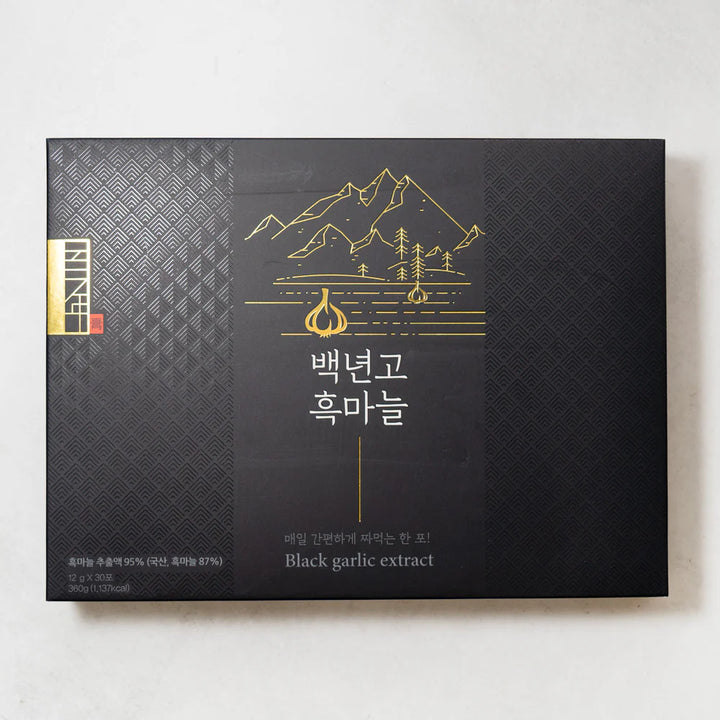 백년고
흑마늘
매일 간편하게 짜먹는 한 포!
Black garlic extract
흑마늘 추출액 95% (국산, 흑마늘 87%)
12 g X 30포
360g (1,137kcal)